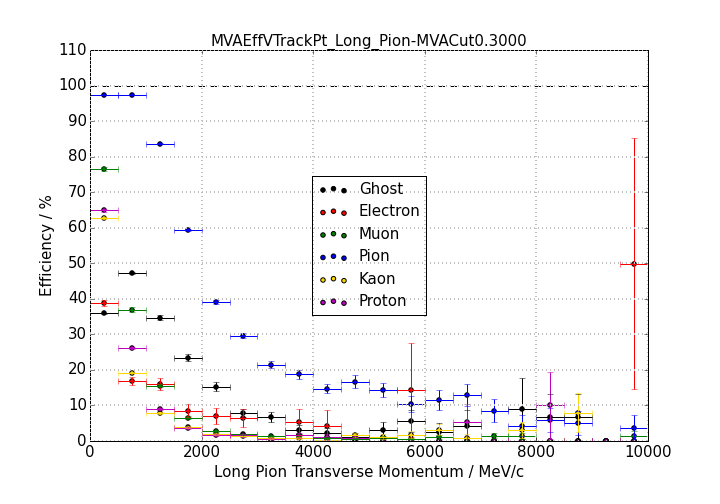 MVAEffVTrackPt_Long_Pion-MVACut0.3000
110
100
90
80
70
60
50
40
30
20
10
0
Efficiency / %
Ghost
Electron
Muon
Pion
Kaon
Proton
0 2000 4000 6000 8000 10000
Long Pion Transverse Momentum / MeV/c